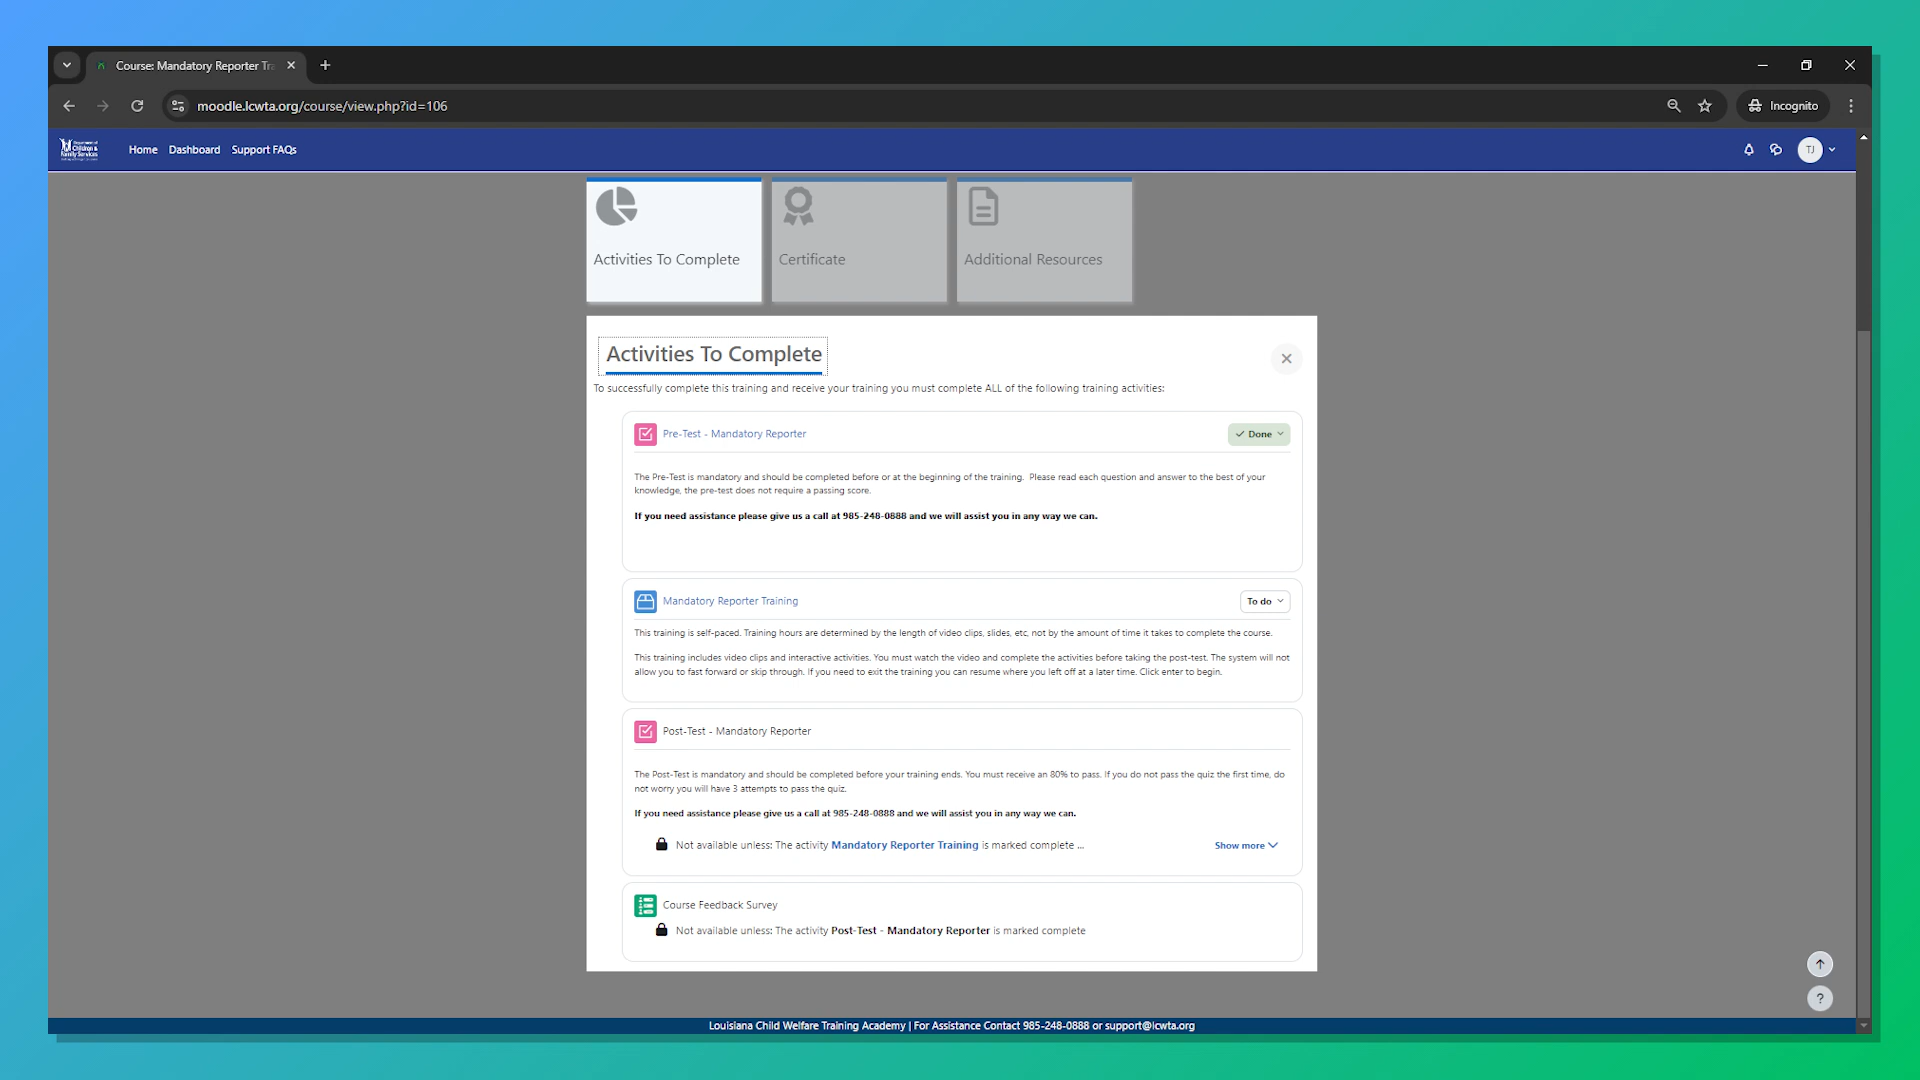 Course: Mandatory Reporter Tra
moodle.lcwta.org/course/view.php?id=106
Incognito
Department of
Children &
Family Services
Home Dashboard Support FAQs
TJ
Activities To Complete
Certificate
Additional Resources
Activities To Complete
To successfully complete this training and receive your training you must complete ALL of the following training activities:
Pre-Test - Mandatory Reporter
Done
The Pre-Test is mandatory and should be completed before or at the beginning of the training. Please read each question and answer to the best of your
knowledge, the pre-test does not require a passing score.
If you need assistance please give us a call at 985-248-0888 and we will assist you in any way we can.
Mandatory Reporter Training
To do
This training is self-paced. Training hours are determined by the length of video clips, slides, etc, not by the amount of time it takes to complete the course.
This training includes video clips and interactive activities. You must watch the video and complete the activities before taking the post-test. The system will not
allow you to fast forward or skip through. If you need to exit the training you can resume where you left off at a later time. Click enter to begin.
Post-Test - Mandatory Reporter
The Post-Test is mandatory and should be completed before your training ends. You must receive an 80% to pass. If you do not pass the quiz the first time, do
not worry you will have 3 attempts to pass the quiz.
If you need assistance please give us a call at 985-248-0888 and we will assist you in any way we can.
Not available unless: The activity Mandatory Reporter Training is marked complete ...
Show more
Course Feedback Survey
Not available unless: The activity Post-Test - Mandatory Reporter is marked complete
?
Louisiana Child Welfare Training Academy | For Assistance Contact 985-248-0888 or support@lcwta.org